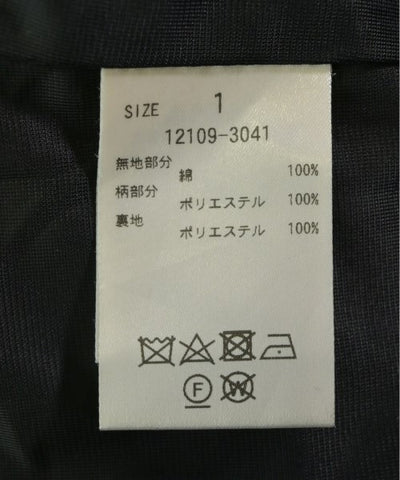 SIZE 1
12109-3041
無地部分 綿 100%
柄部分 ポリエステル 100%
裏地 ポリエステル 100%
F W